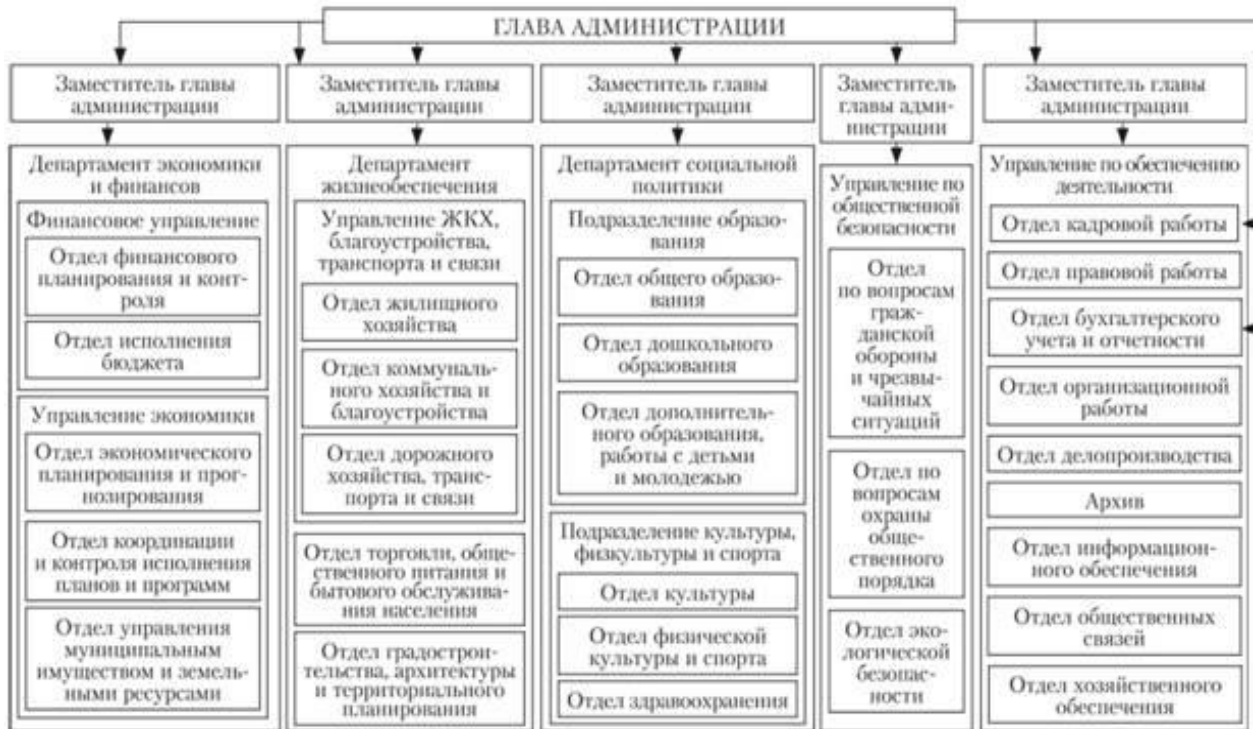 ГЛАВА АДМИНИСТРАЦИИ
Заместитель главы
администрации
Департамент экономики
и финансов
Финансовое управление
Отдел финансового
планирования и конт-
роля
Отдел исполнения
бюджета
Управление экономики
Отдел экономического
планирования и прог-
нозирования
Отдел координации
и контроля исполнения
планов и программ
Отдел управления
муниципальным
имуществом и земель-
ными ресурсами
Заместитель главы
администрации
Департамент
жизнеобеспечения
Управление ЖКХ,
благоустройства,
транспорта и связи
Отдел жилищного
хозяйства
Отдел коммуналь-
ного хозяйства и
благоустройства
Отдел дорожного
хозяйства, транс-
порта и связи
Отдел торговли, обще-
ственного питания и
бытового обслужива-
ния населения
Отдел градострои-
тельства, архитектуры
и территориального
планирования
Заместитель главы
администрации
Департамент социальной
политики
Подразделение образо-
вания
Отдел общего образо-
вания
Отдел дошкольного
образования
Отдел дополнитель-
ного образования,
работы с детьми
и молодежью
Подразделение культуры,
физкультуры и спорта
Отдел культуры
Отдел физической
культуры и спорта
Отдел здравоохранения
Заместитель
главы адми-
нистрации
Управление по
общественной
безопасности
Отдел
по вопросам
граж-
данской
обороны
и чрезвы-
чайных
ситуаций
Отдел по
вопросам
охраны
обще-
ственного
порядка
Отдел эко-
логической
безопас-
ности
Заместитель главы
администрации
Управление по обеспечению
деятельности
Отдел кадровой работы
Отдел правовой работы
Отдел бухгалтерского
учета и отчетности
Отдел организационной
работы
Отдел делопроизводства
Архив
Отдел информацион-
ного обеспечения
Отдел общественных
связей
Отдел хозяйственного
обеспечения